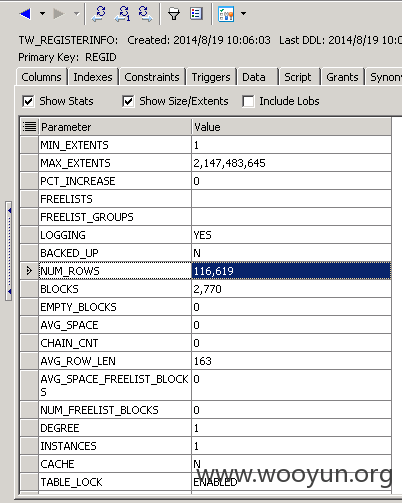 TW_REGISTERINFO: Created: 2014/8/19 10:06:03 Last DDL: 2014/8/19 10
Primary Key: REGID
Columns Indexes Constraints Triggers Data Script Grants Synony
Show Stats Show Size/Extents Include Lobs
Parameter Value
MIN_EXTENTS 1
MAX_EXTENTS 2,147,483,645
PCT_INCREASE 0
FREELISTS
FREELIST_GROUPS
LOGGING YES
BACKED_UP N
NUM_ROWS 116,619
BLOCKS 2,770
EMPTY_BLOCKS 0
AVG_SPACE 0
CHAIN_CNT 0
AVG_ROW_LEN 163
AVG_SPACE_FREELIST_BLOCK 0
S
NUM_FREELIST_BLOCKS 0
DEGREE 1
INSTANCES 1
CACHE N
TABLE_LOCK ENABLED
www.wooyun.org